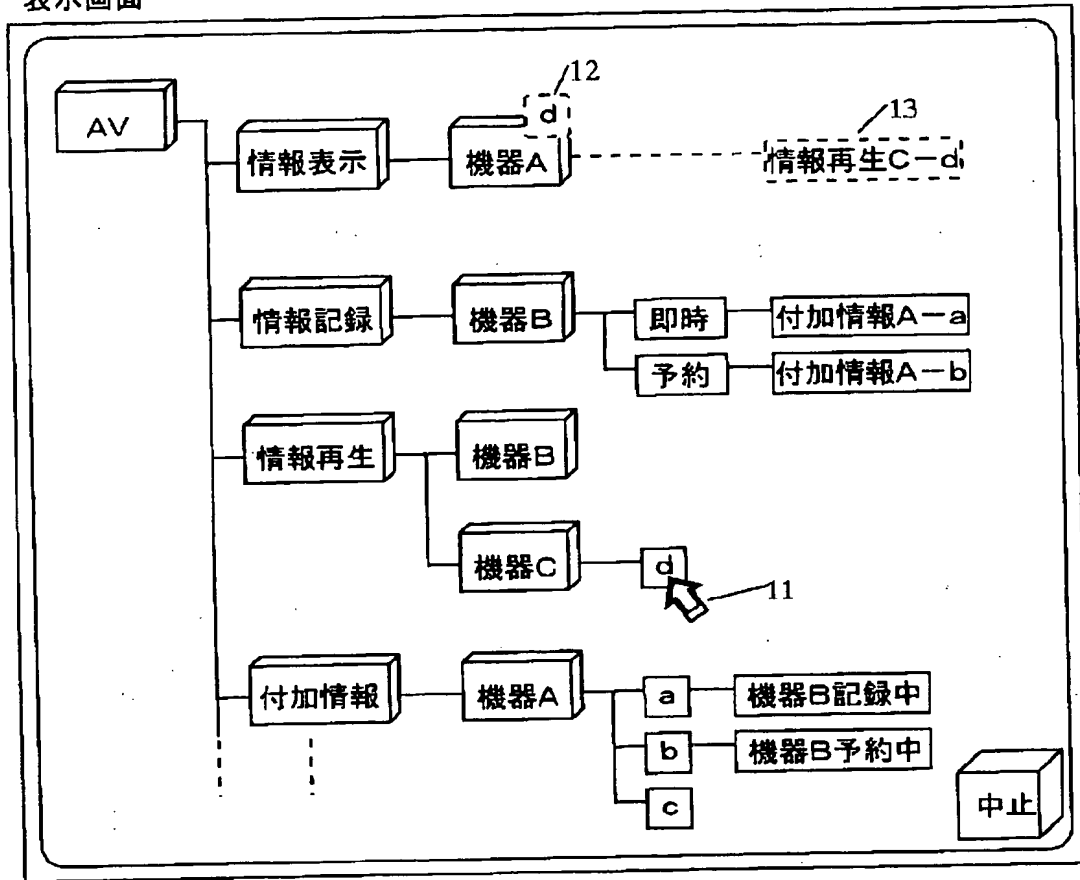 表示画面
12
13
AV
d
情報表示
機器A
情報再生C-d
情報記録
機器B
即時
付加情報A-a
予約
付加情報A-b
情報再生
機器B
機器C
d
11
付加情報
機器A
a
機器B記録中
b
機器B予約中
c
中止